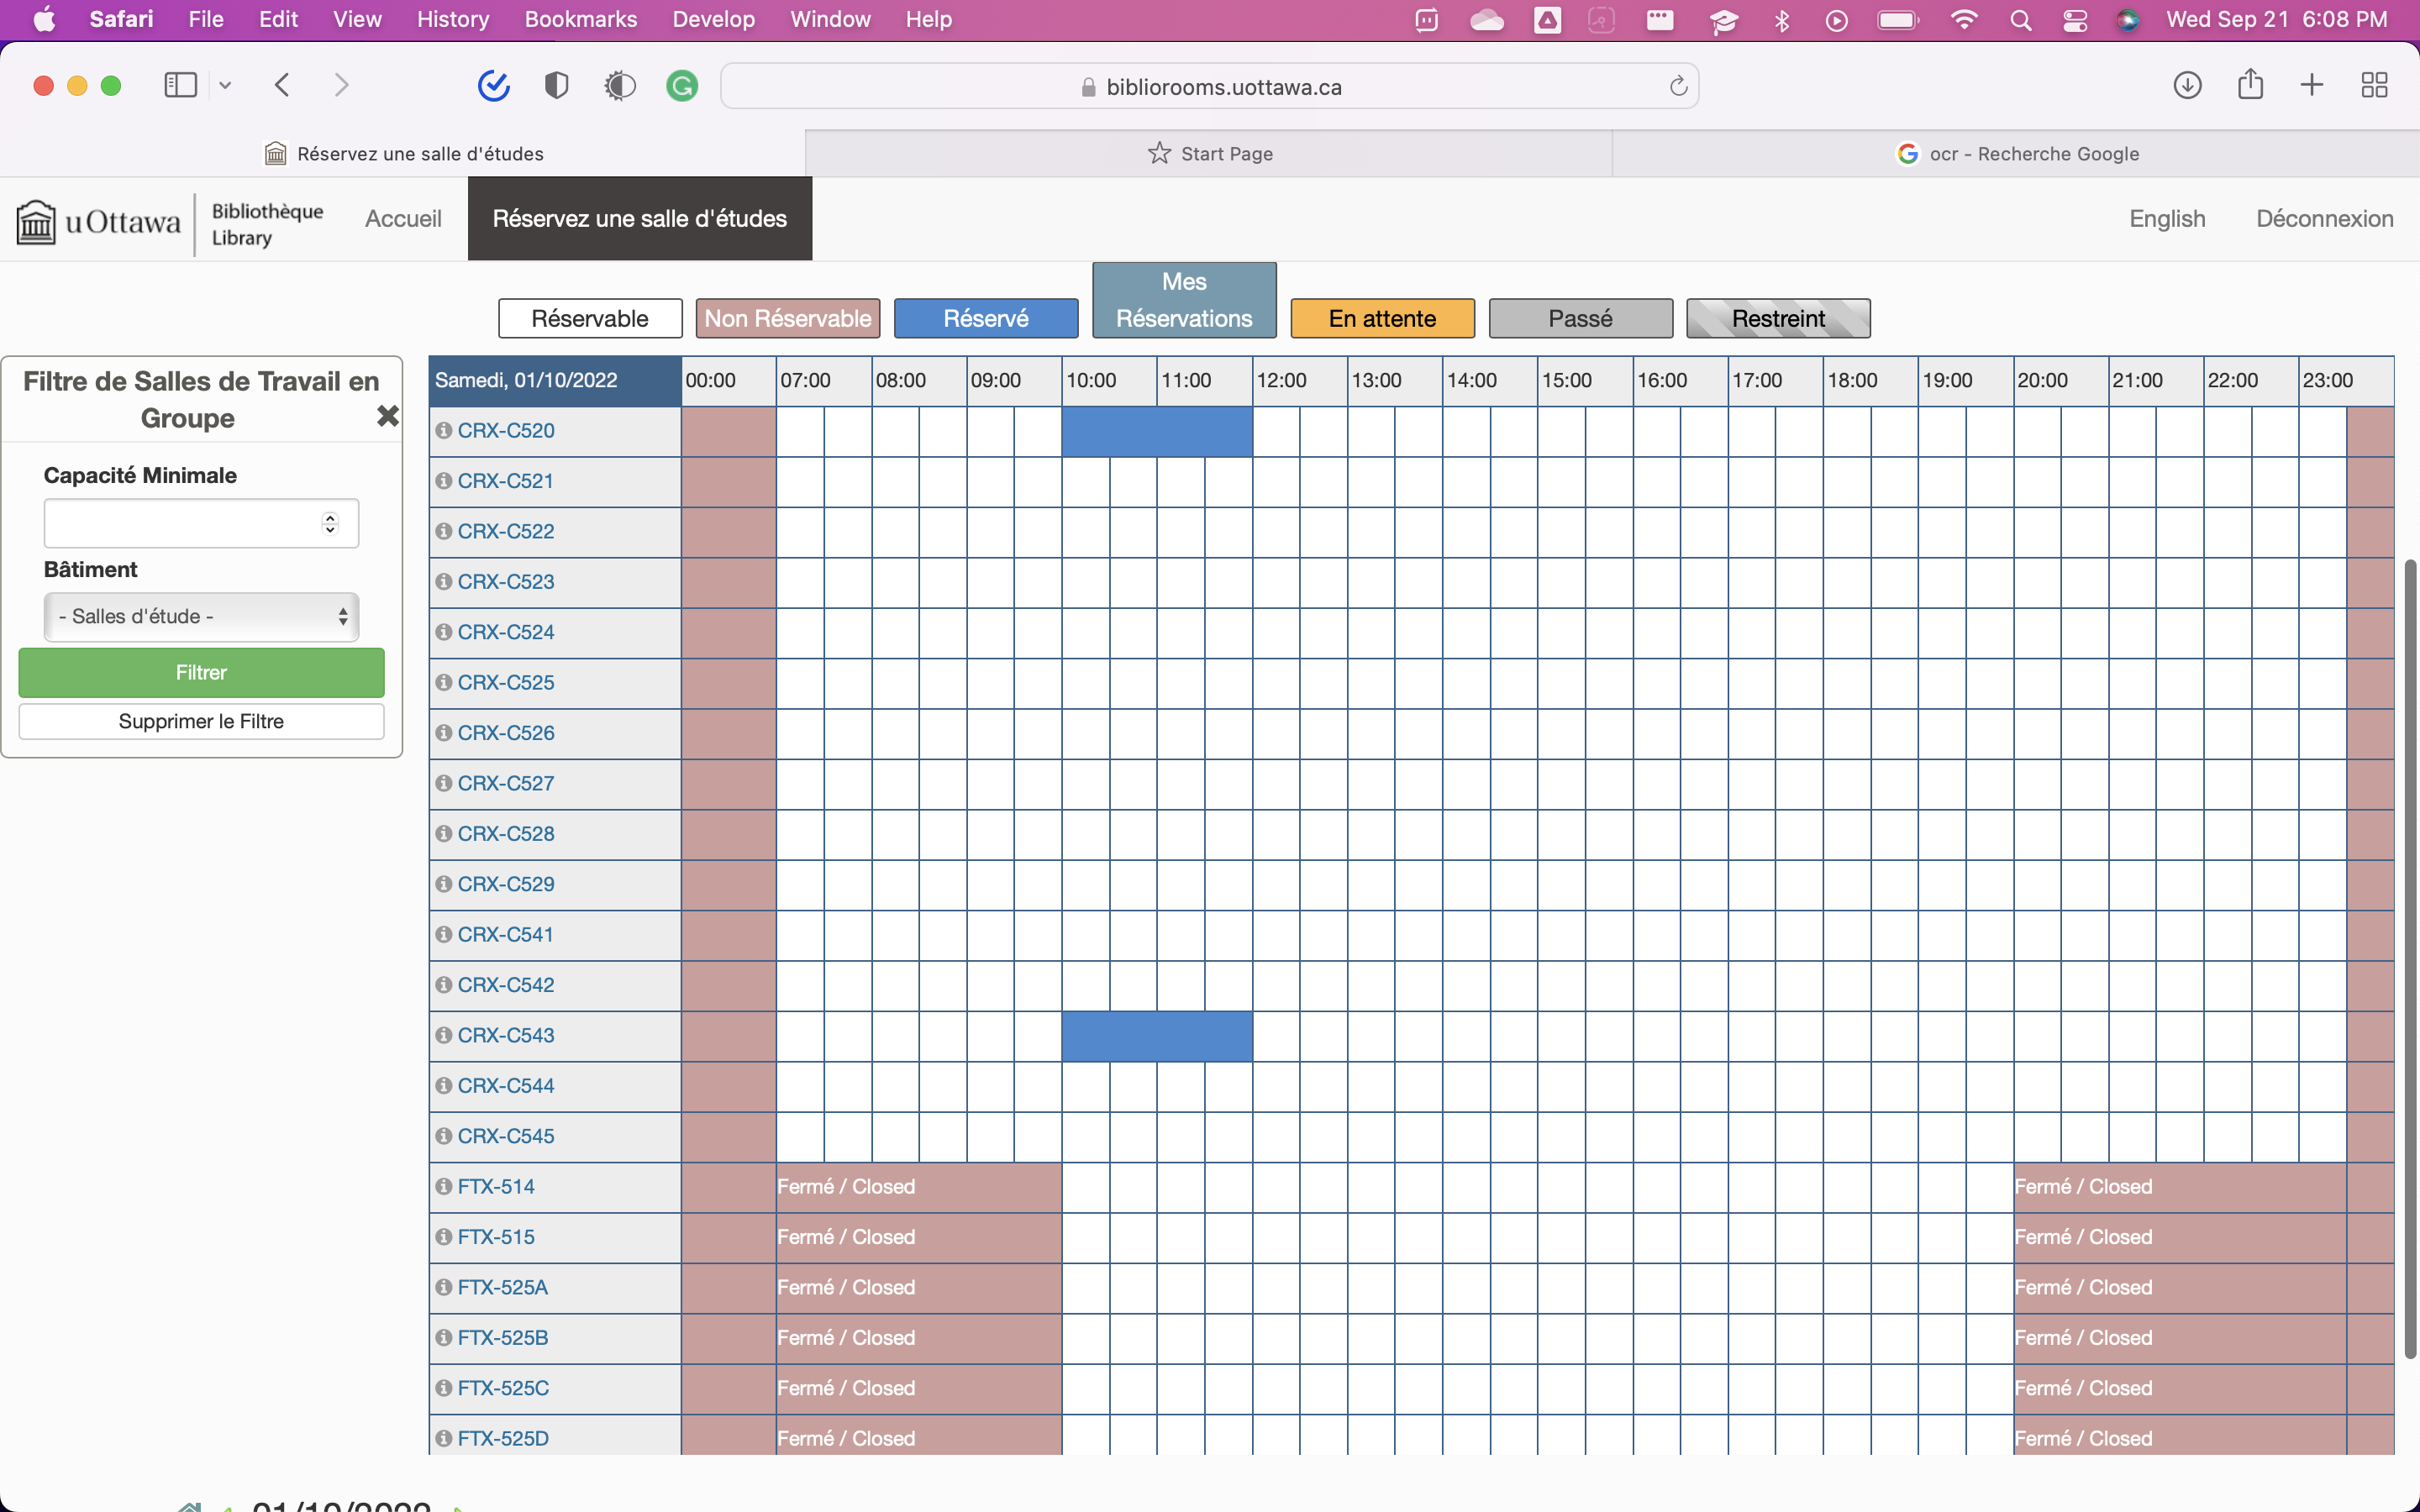 Safari File Edit View History Bookmarks Develop Window Help Wed Sep 21 6:08 PM
bibliorooms.uottawa.ca
Réservez une salle d'études Start Page ocr - Recherche Google
uOttawa Bibliothèque Library Accueil Réservez une salle d'études English Déconnexion
Réservable Non Réservable Réservé Mes Réservations En attente Passé Restreint
Filtre de Salles de Travail en
Groupe
Capacité Minimale
Bâtiment
- Salles d'étude -
Filtrer
Supprimer le Filtre
Samedi, 01/10/2022 00:00 07:00 08:00 09:00 10:00 11:00 12:00 13:00 14:00 15:00 16:00 17:00 18:00 19:00 20:00 21:00 22:00 23:00
CRX-C520
CRX-C521
CRX-C522
CRX-C523
CRX-C524
CRX-C525
CRX-C526
CRX-C527
CRX-C528
CRX-C529
CRX-C541
CRX-C542
CRX-C543
CRX-C544
CRX-C545
FTX-514 Fermé / Closed Fermé / Closed
FTX-515 Fermé / Closed Fermé / Closed
FTX-525A Fermé / Closed Fermé / Closed
FTX-525B Fermé / Closed Fermé / Closed
FTX-525C Fermé / Closed Fermé / Closed
FTX-525D Fermé / Closed Fermé / Closed
01/10/2022